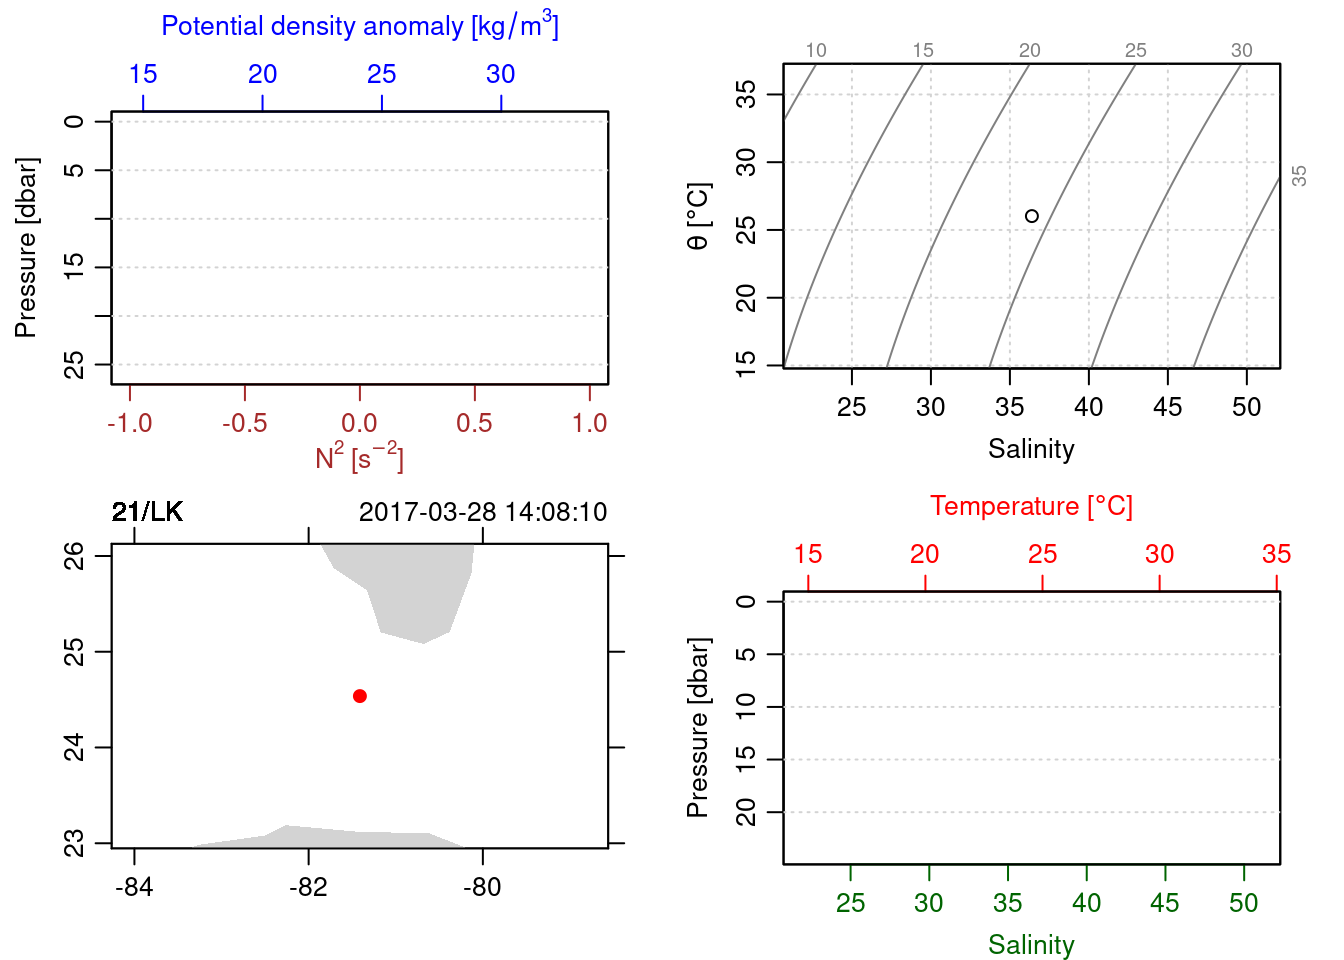 Potential density anomaly [kg/m³]
15 20 25 30
Pressure [dbar]
0
5
15
25
-1.0 -0.5 0.0 0.5 1.0
N² [s⁻²]
10 15 20 25 30
35
θ [°C]
35
30
25
20
15
25 30 35 40 45 50
Salinity
21/LK 2017-03-28 14:08:10
26
25
24
23
-84 -82 -80
Temperature [°C]
15 20 25 30 35
Pressure [dbar]
0
5
10
15
20
25 30 35 40 45 50
Salinity